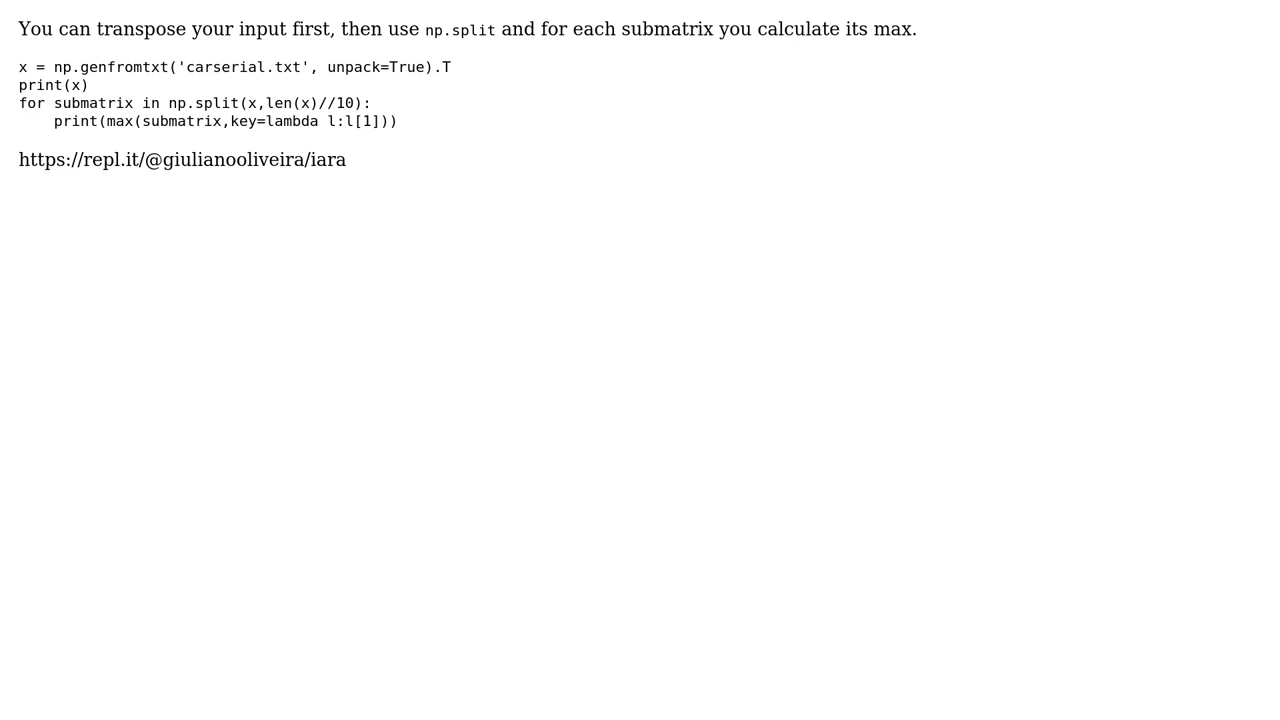 You can transpose your input first, then use np.split and for each submatrix you calculate its max.
x = np.genfromtxt('carserial.txt', unpack=True).T
print(x)
for submatrix in np.split(x,len(x)//10):
    print(max(submatrix,key=lambda l:l[1]))
https://repl.it/@giulianooliveira/iara